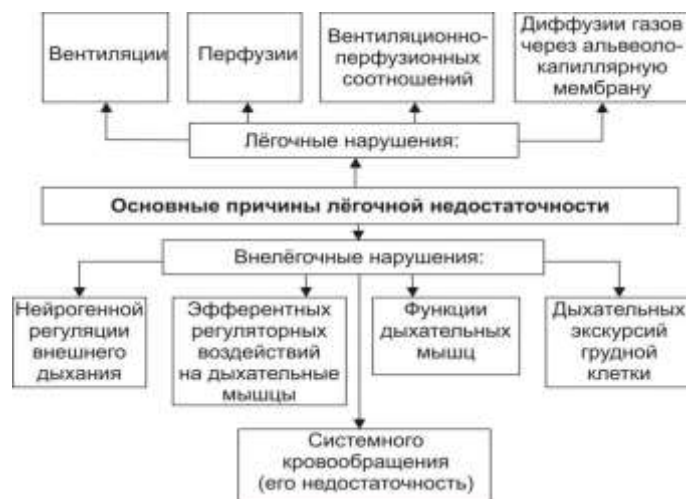 Вентиляции
Перфузии
Вентиляционно-
перфузионных
соотношений
Диффузии газов
через альвеоло-
капиллярную
мембрану
Лёгочные нарушения:
Основные причины лёгочной недостаточности
Внелёгочные нарушения:
Нейрогенной
регуляции
внешнего
дыхания
Эфферентных
регуляторных
воздействий
на дыхательные
мышцы
Функции
дыхательных
мышц
Дыхательных
экскурсий
грудной
клетки
Системного
кровообращения
(его недостаточность)